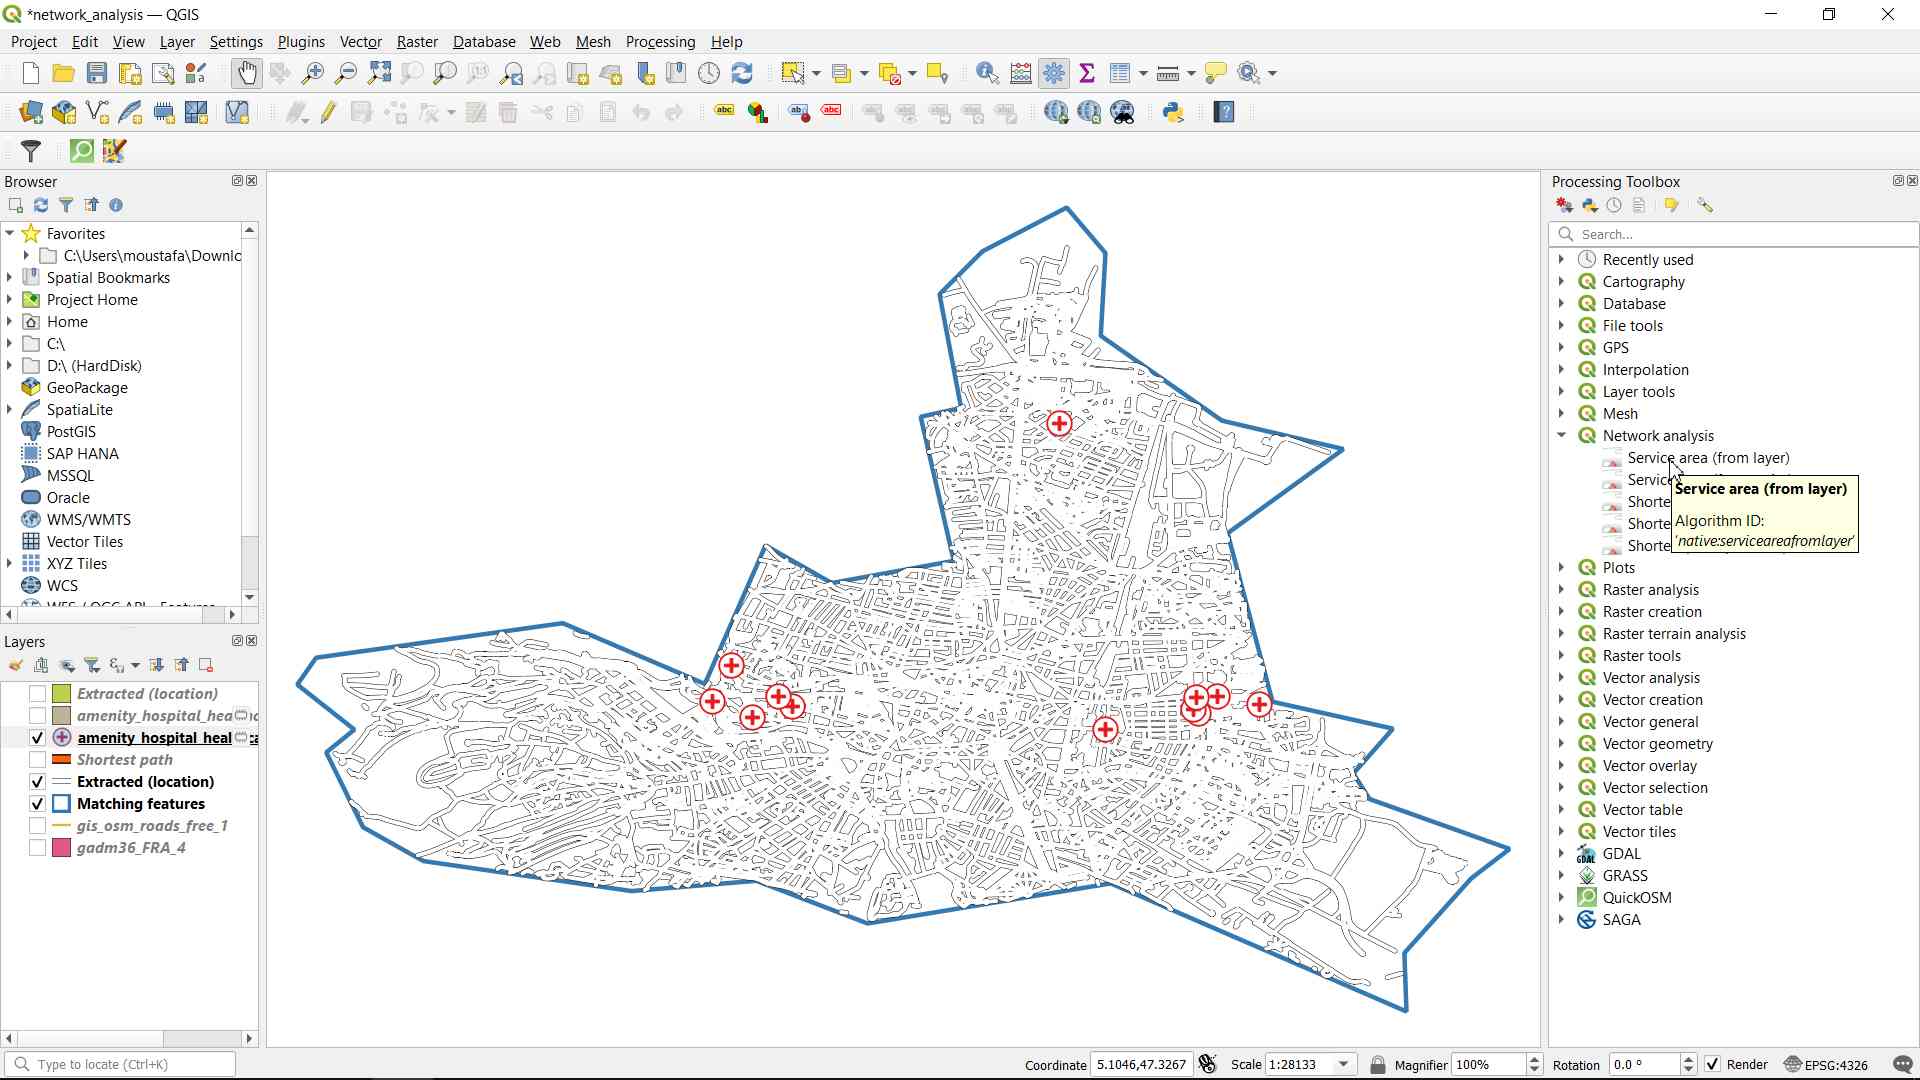 *network_analysis — QGIS
Project Edit View Layer Settings Plugins Vector Raster Database Web Mesh Processing Help
Browser
Favorites
C:\Users\moustafa\Downlc
Spatial Bookmarks
Project Home
Home
C:\
D:\ (HardDisk)
GeoPackage
SpatiaLite
PostGIS
SAP HANA
MSSQL
Oracle
WMS/WMTS
Vector Tiles
XYZ Tiles
WCS
Layers
Extracted (location)
amenity_hospital_hea
amenity_hospital_heal
Shortest path
Extracted (location)
Matching features
gis_osm_roads_free_1
gadm36_FRA_4
Processing Toolbox
Search...
Recently used
Cartography
Database
File tools
GPS
Interpolation
Layer tools
Mesh
Network analysis
Service area (from layer)
Servic
Shorte
Shorte
Shorte
Service area (from layer)
Algorithm ID:
'native:serviceareafromlayer'
Plots
Raster analysis
Raster creation
Raster terrain analysis
Raster tools
Vector analysis
Vector creation
Vector general
Vector geometry
Vector overlay
Vector selection
Vector table
Vector tiles
GDAL
GRASS
QuickOSM
SAGA
Type to locate (Ctrl+K)
Coordinate 5.1046,47.3267 Scale 1:28133 Magnifier 100% Rotation 0.0 ° Render EPSG:4326